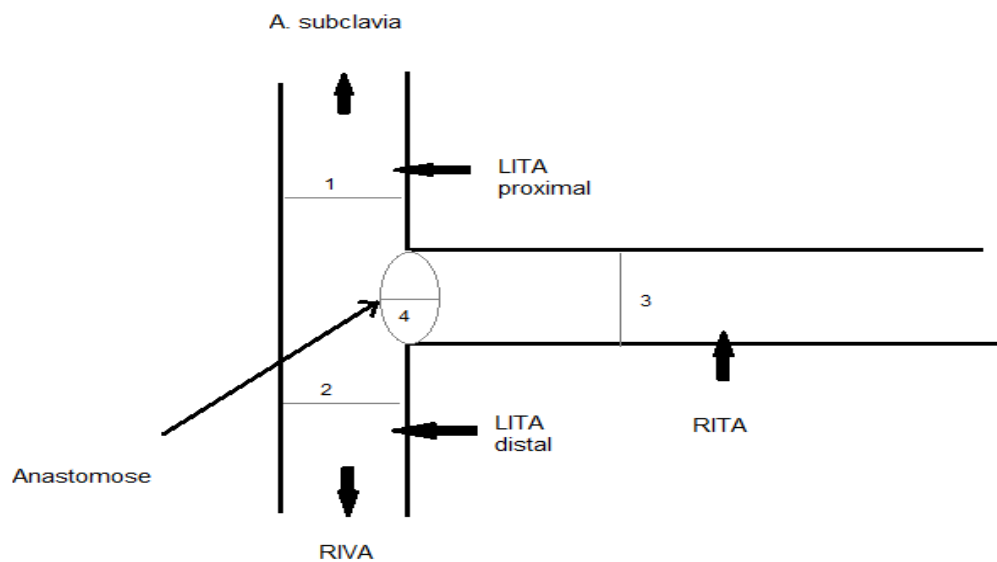 A. subclavia
LITA
proximal
1
3
4
2
LITA
distal
RITA
Anastomose
RIVA